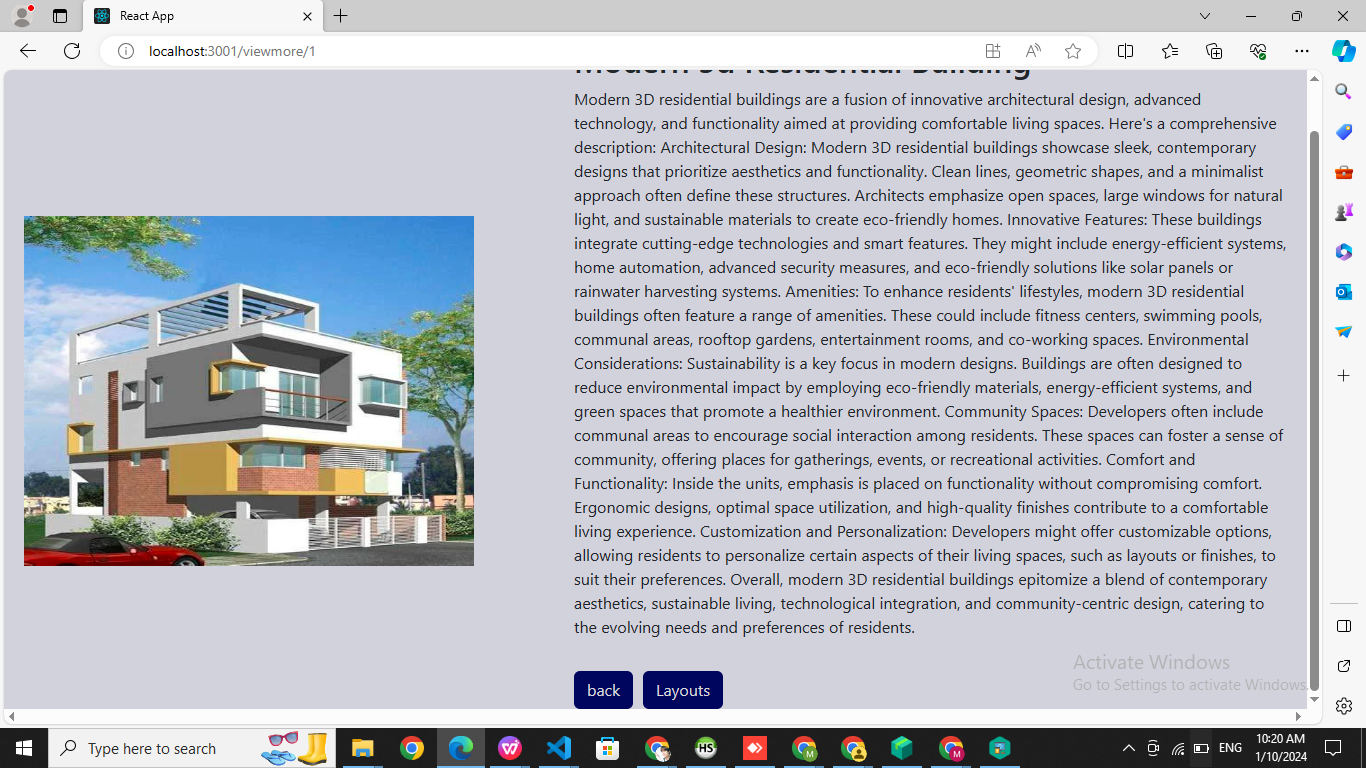 React App
localhost:3001/viewmore/1
Modern 3d Residential Building
Modern 3D residential buildings are a fusion of innovative architectural design, advanced
technology, and functionality aimed at providing comfortable living spaces. Here's a comprehensive
description: Architectural Design: Modern 3D residential buildings showcase sleek, contemporary
designs that prioritize aesthetics and functionality. Clean lines, geometric shapes, and a minimalist
approach often define these structures. Architects emphasize open spaces, large windows for natural
light, and sustainable materials to create eco-friendly homes. Innovative Features: These buildings
integrate cutting-edge technologies and smart features. They might include energy-efficient systems,
home automation, advanced security measures, and eco-friendly solutions like solar panels or
rainwater harvesting systems. Amenities: To enhance residents' lifestyles, modern 3D residential
buildings often feature a range of amenities. These could include fitness centers, swimming pools,
communal areas, rooftop gardens, entertainment rooms, and co-working spaces. Environmental
Considerations: Sustainability is a key focus in modern designs. Buildings are often designed to
reduce environmental impact by employing eco-friendly materials, energy-efficient systems, and
green spaces that promote a healthier environment. Community Spaces: Developers often include
communal areas to encourage social interaction among residents. These spaces can foster a sense of
community, offering places for gatherings, events, or recreational activities. Comfort and
Functionality: Inside the units, emphasis is placed on functionality without compromising comfort.
Ergonomic designs, optimal space utilization, and high-quality finishes contribute to a comfortable
living experience. Customization and Personalization: Developers might offer customizable options,
allowing residents to personalize certain aspects of their living spaces, such as layouts or finishes, to
suit their preferences. Overall, modern 3D residential buildings epitomize a blend of contemporary
aesthetics, sustainable living, technological integration, and community-centric design, catering to
the evolving needs and preferences of residents.
back Layouts
Activate Windows
Go to Settings to activate Windows.
Type here to search
HS
M
M
ENG
10:20 AM
1/10/2024